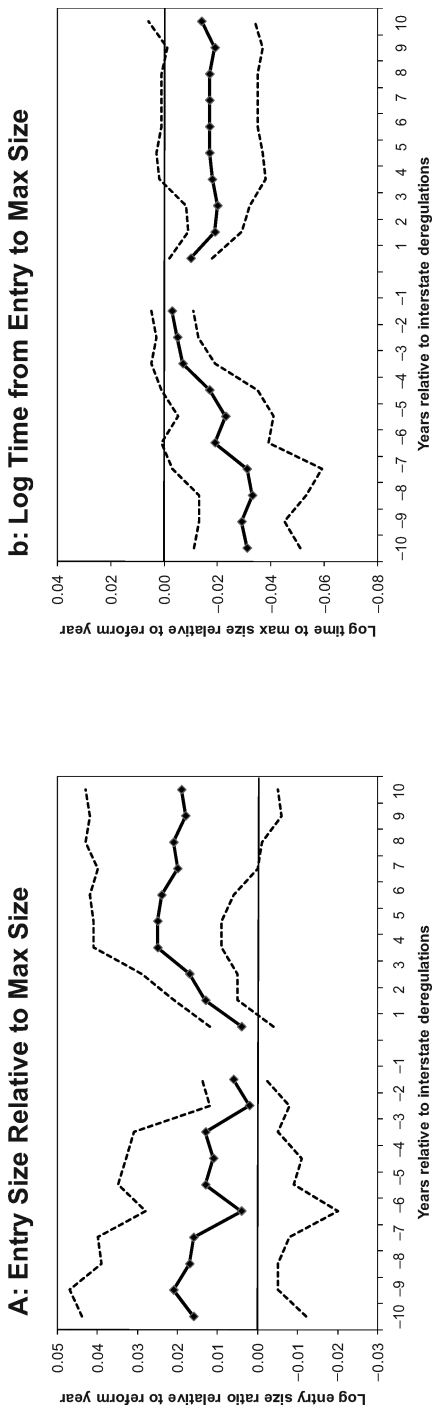 A: Entry Size Relative to Max Size
Log entry size ratio relative to reform year
0.05
0.04
0.03
0.02
0.01
0.00
−0.01
−0.02
−0.03
−10 −9 −8 −7 −6 −5 −4 −3 −2 −1 1 2 3 4 5 6 7 8 9 10
Years relative to interstate deregulations
b: Log Time from Entry to Max Size
Log time to max size relative to reform year
0.04
0.02
0.00
−0.02
−0.04
−0.06
−0.08
−10 −9 −8 −7 −6 −5 −4 −3 −2 −1 1 2 3 4 5 6 7 8 9 10
Years relative to interstate deregulations